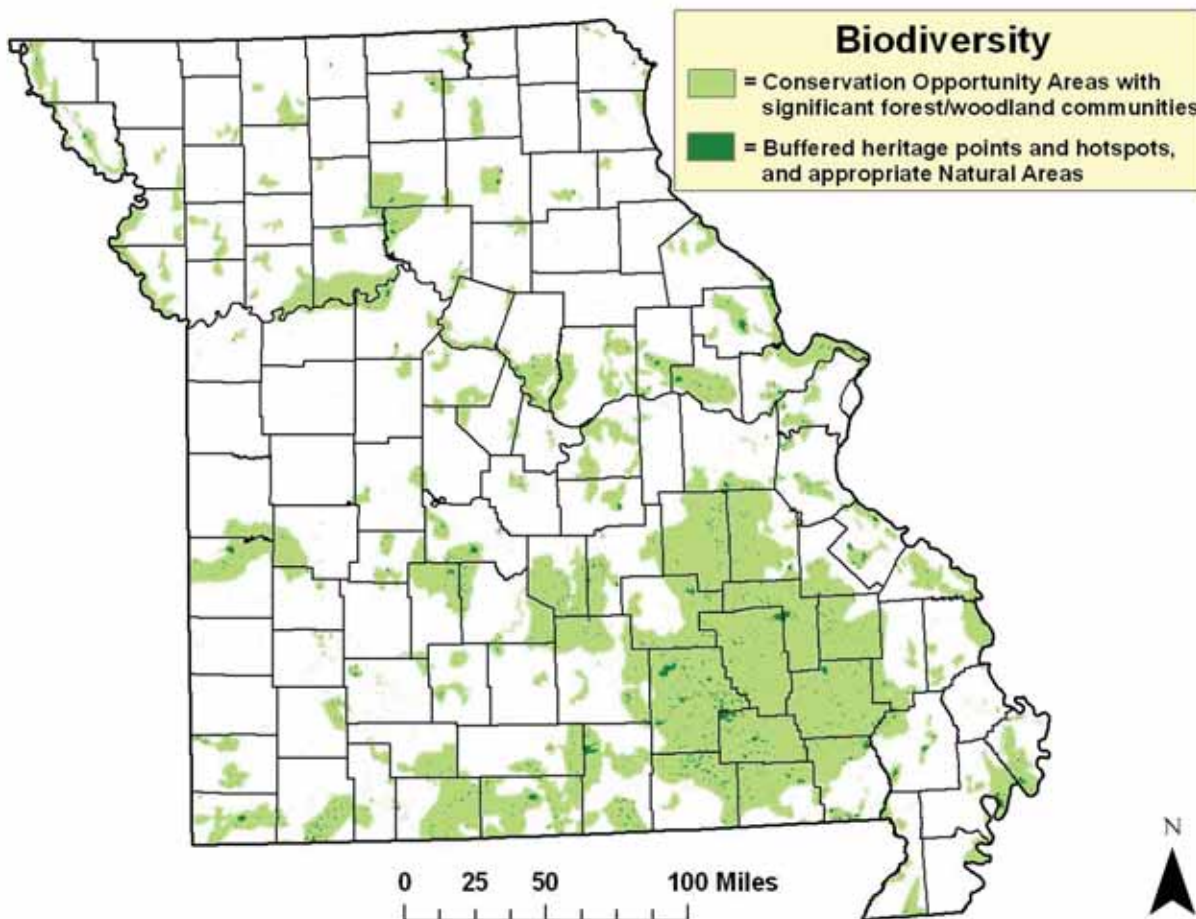 Biodiversity
= Conservation Opportunity Areas with
significant forest/woodland communities
= Buffered heritage points and hotspots,
and appropriate Natural Areas
N
0 25 50 100 Miles